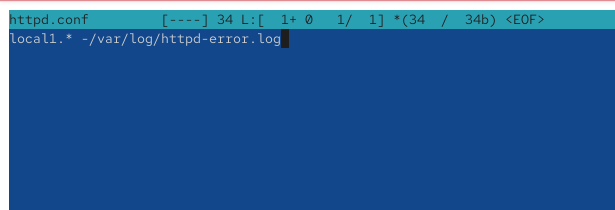 httpd.conf [----] 34 L:[ 1+ 0 1/ 1] *(34 / 34b) <EOF>
local1.* -/var/log/httpd-error.log